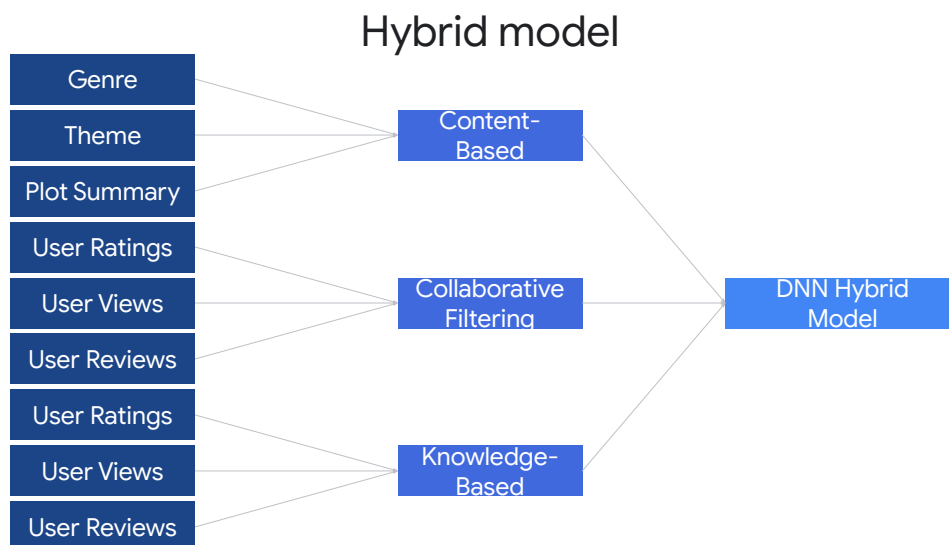 Hybrid model
Genre
Theme
Plot Summary
User Ratings
User Views
User Reviews
User Ratings
User Views
User Reviews
Content-
Based
Collaborative
Filtering
Knowledge-
Based
DNN Hybrid
Model